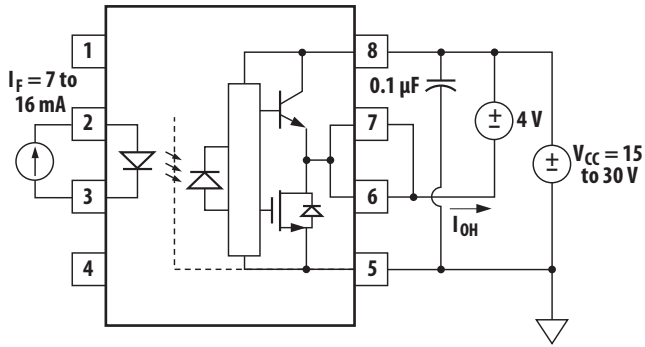 1
8
I_F = 7 to
16 mA
0.1 µF
2
7
4 V
V_CC = 15
to 30 V
3
6
I_OH
4
5